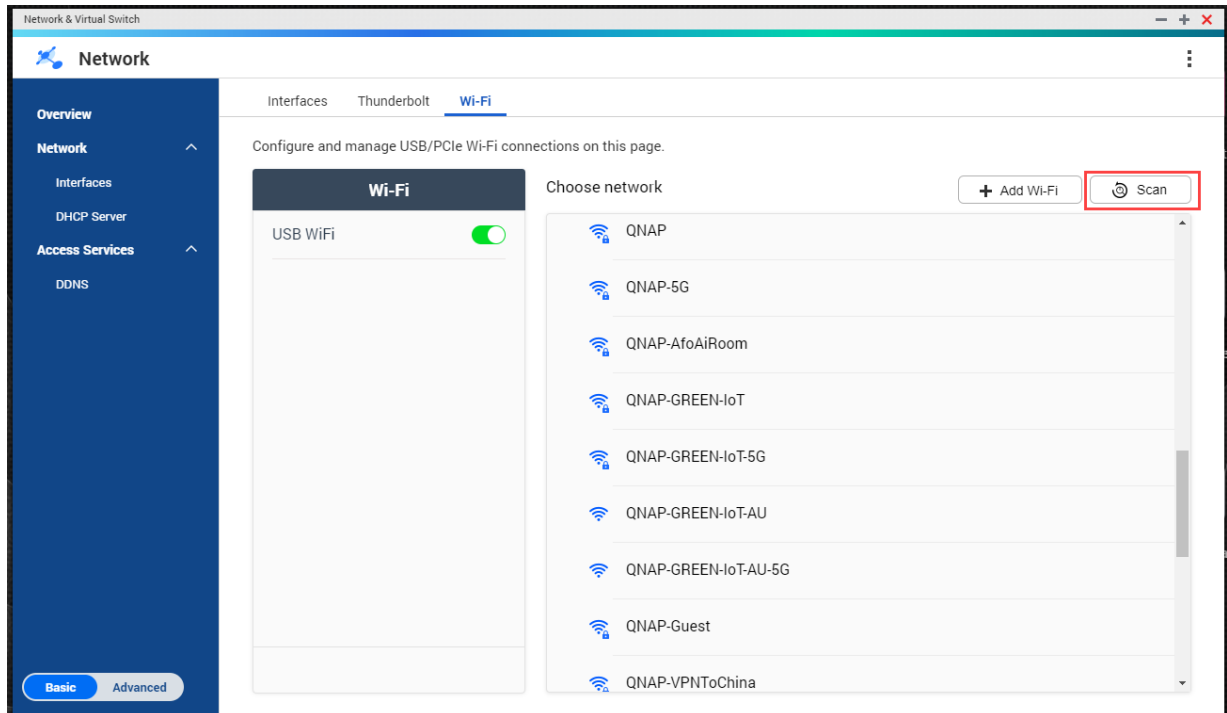 Network & Virtual Switch
Network
Overview
Network
Interfaces
DHCP Server
Access Services
DDNS
Basic Advanced
Interfaces Thunderbolt Wi-Fi
Configure and manage USB/PCIe Wi-Fi connections on this page.
Wi-Fi
USB WiFi
Choose network
Add Wi-Fi
Scan
QNAP
QNAP-5G
QNAP-AfoAiRoom
QNAP-GREEN-IoT
QNAP-GREEN-IoT-5G
QNAP-GREEN-IoT-AU
QNAP-GREEN-IoT-AU-5G
QNAP-Guest
QNAP-VPNToChina